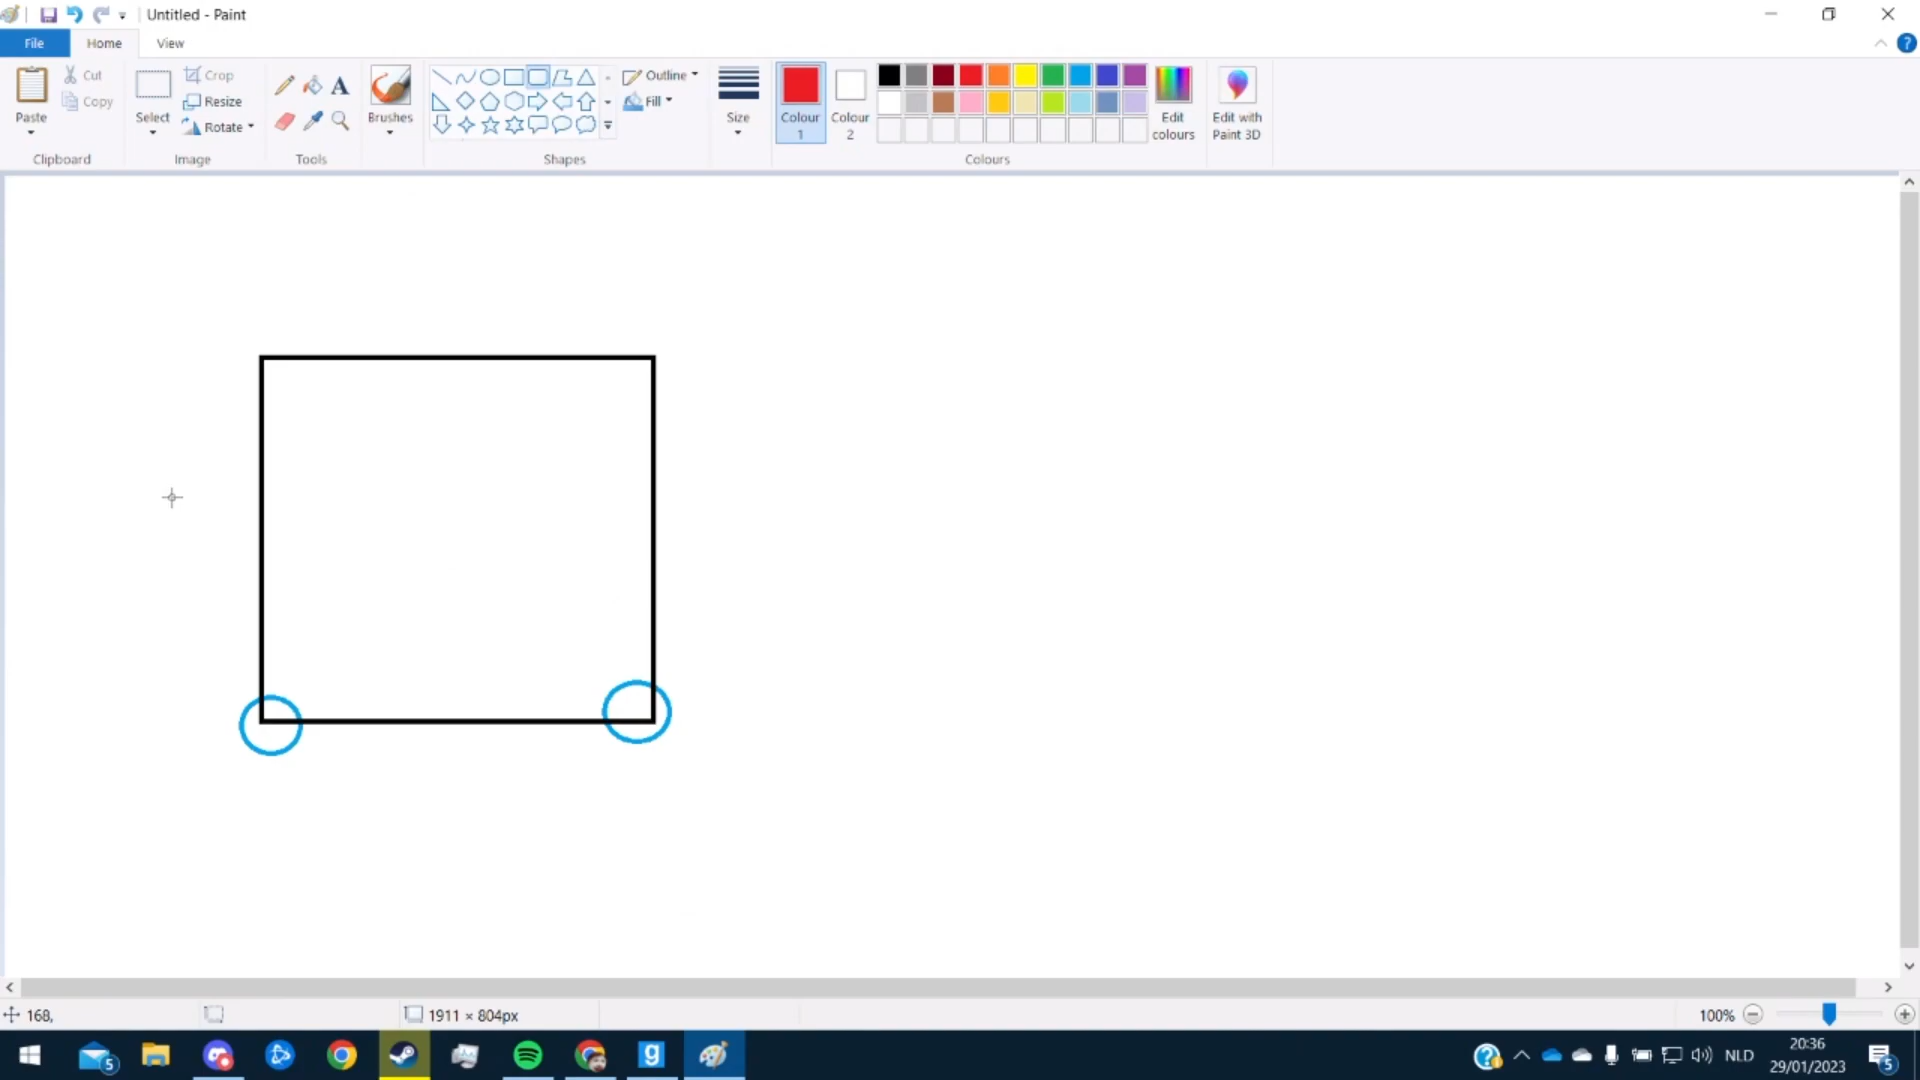 Untitled - Paint
File Home View
Paste Cut Copy
Select Crop Resize Rotate
A
Brushes
Outline
Fill
Size
Colour 1
Colour 2
Edit colours
Edit with Paint 3D
Clipboard Image Tools Shapes Colours
168,
1911 × 804px
100%
5
g
NLD
20:36
29/01/2023
5